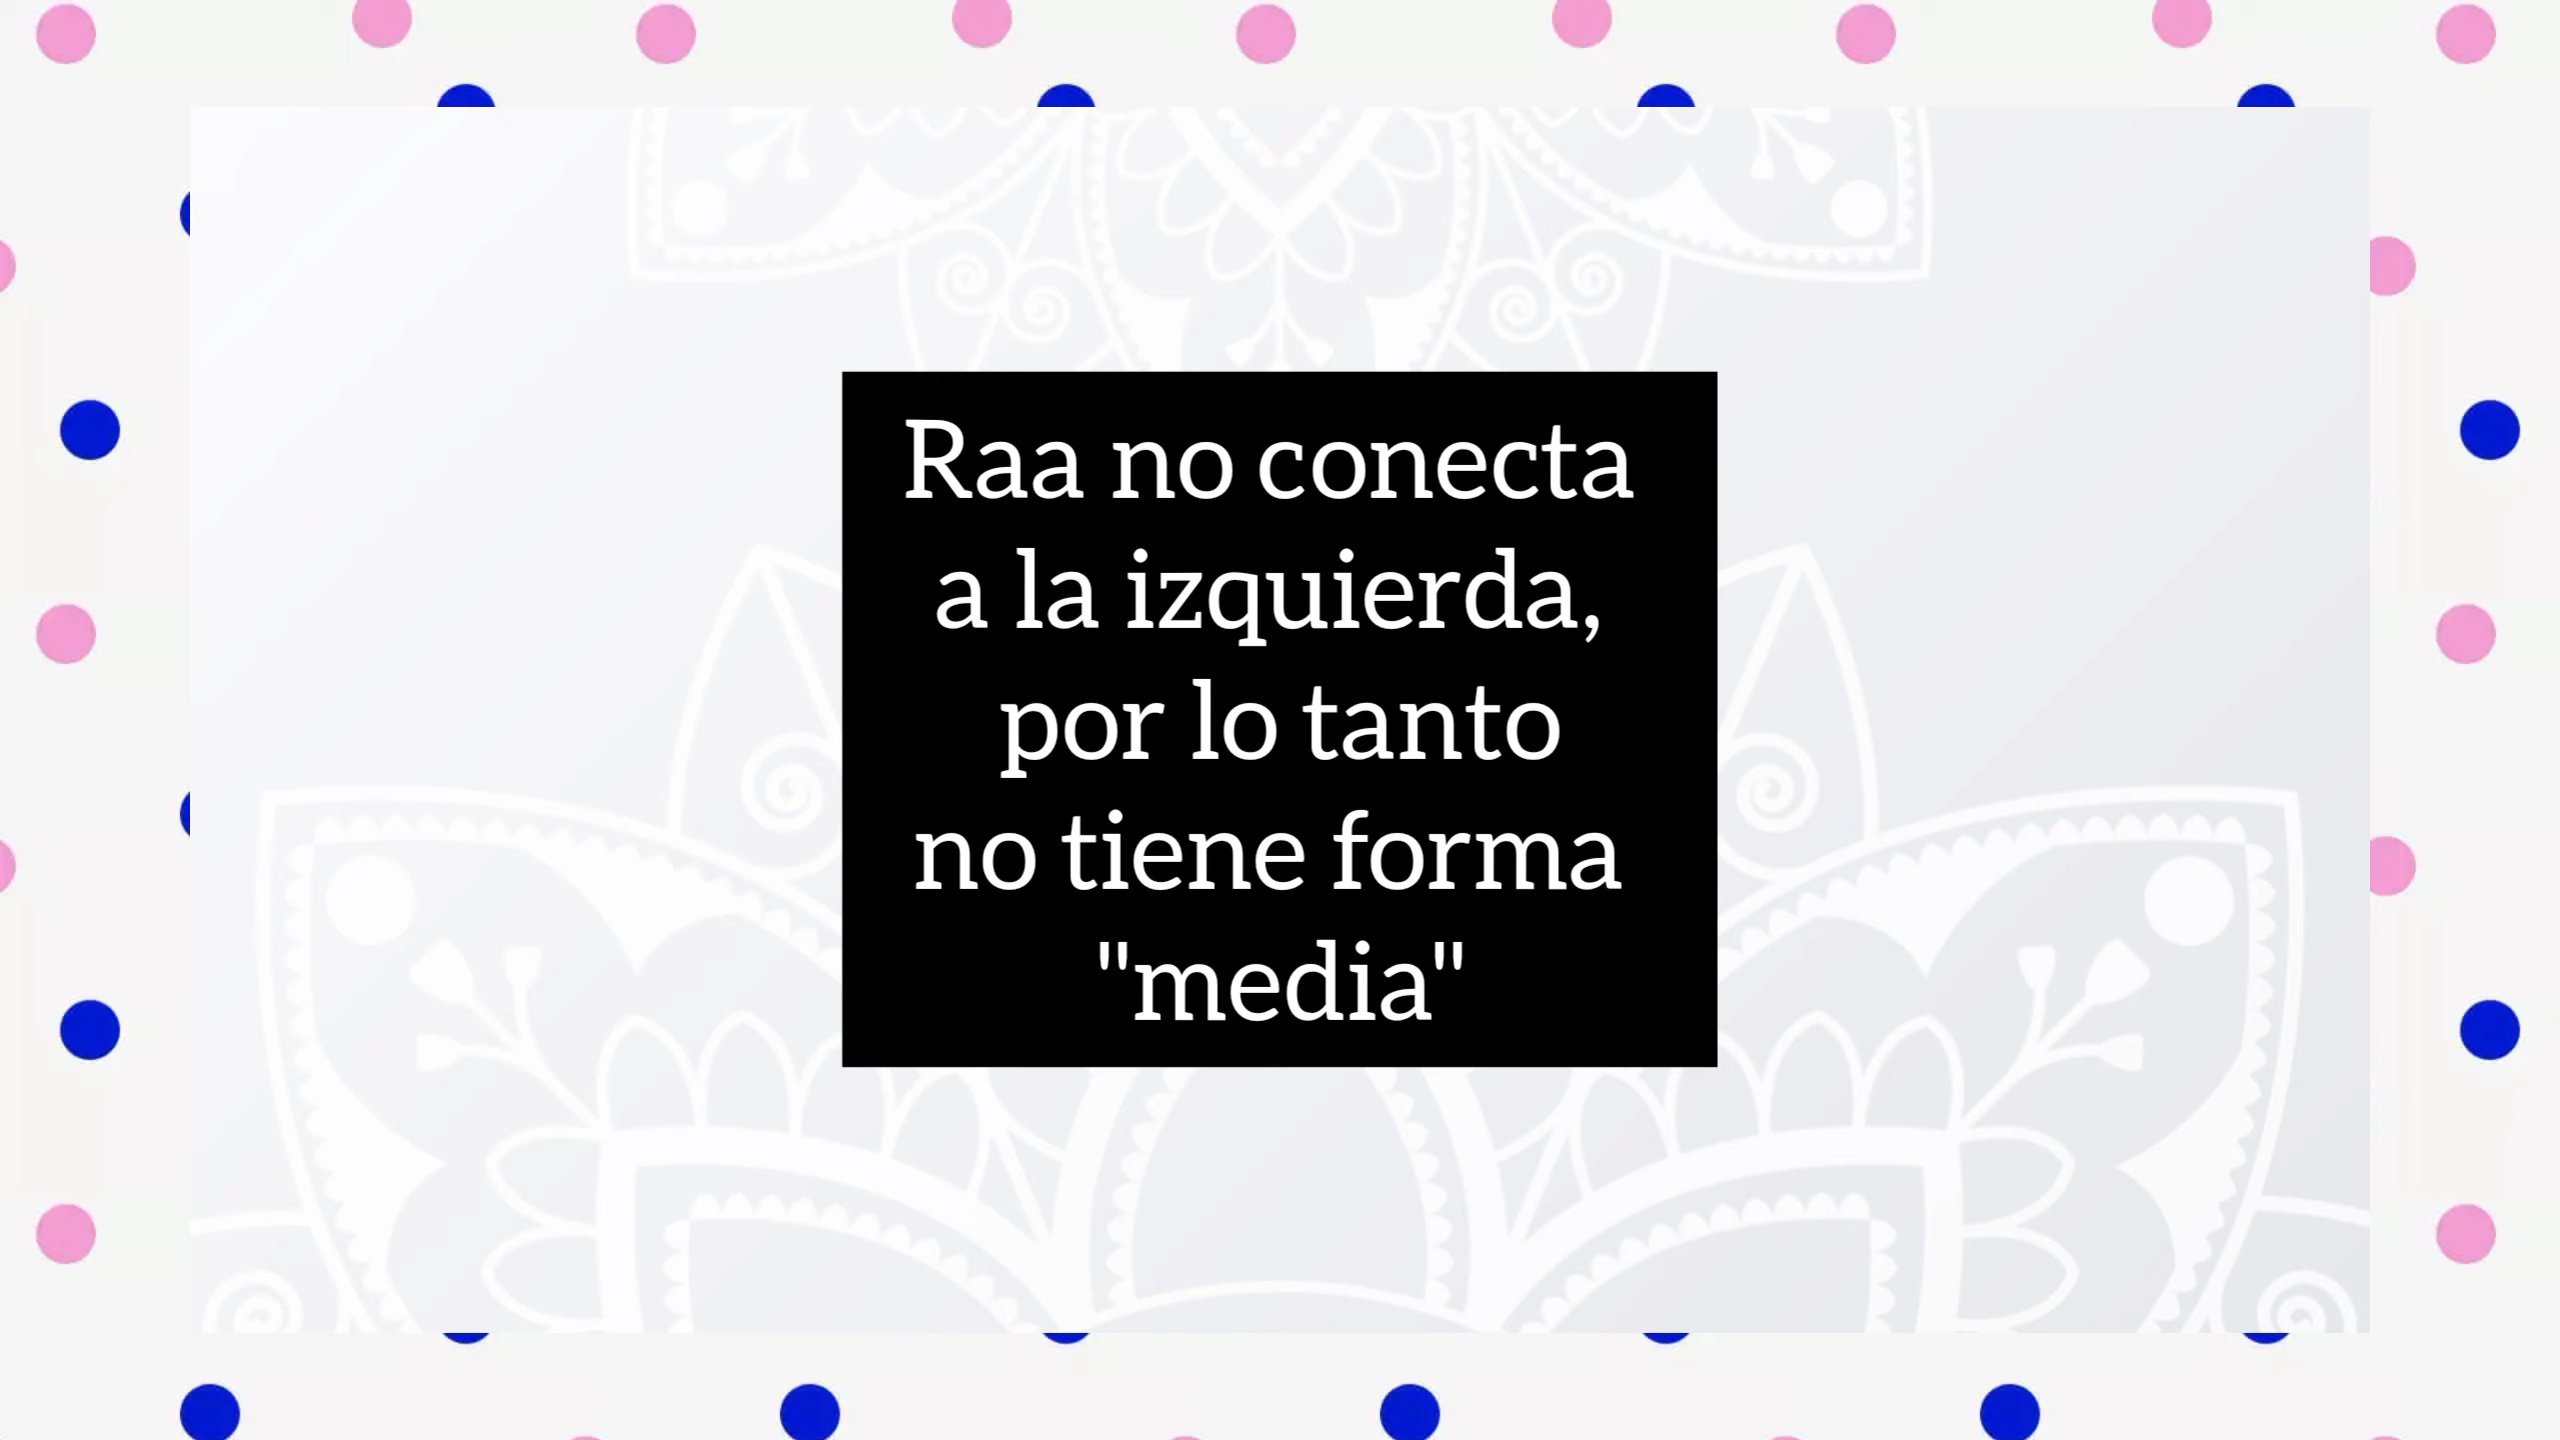 Raa no conecta
a la izquierda,
por lo tanto
no tiene forma
"media"